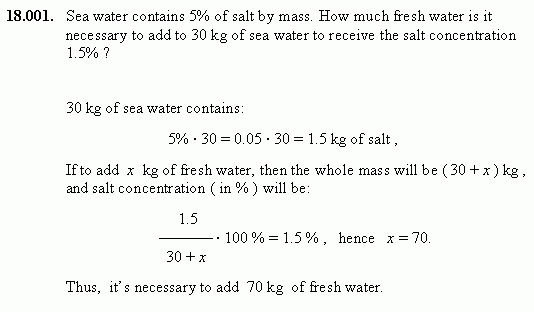 18.001. Sea water contains 5% of salt by mass. How much fresh water is it
necessary to add to 30 kg of sea water to receive the salt concentration
1.5% ?
30 kg of sea water contains:
5% · 30 = 0.05 · 30 = 1.5 kg of salt ,
If to add x kg of fresh water, then the whole mass will be ( 30 + x ) kg ,
and salt concentration ( in % ) will be:
1.5
· 100 % = 1.5 % , hence x = 70.
30 + x
Thus, it's necessary to add 70 kg of fresh water.